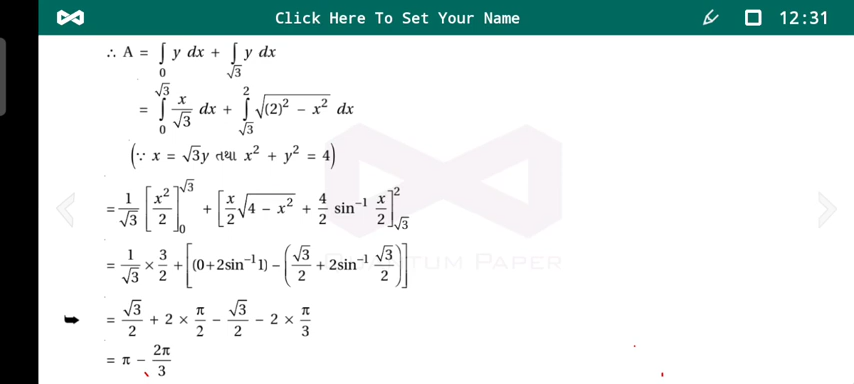 Click Here To Set Your Name 12:31
∴ A = ∫₀ y dx + ∫_√3 y dx
= ∫₀^√3 x/√3 dx + ∫_√3^2 √((2)² − x²) dx
(∵ x = √3y તથા x² + y² = 4)
= 1/√3 [x²/2]₀^√3 + [x/2 √(4 − x²) + 4/2 sin⁻¹ x/2]_√3^2
= 1/√3 × 3/2 + [(0+2sin⁻¹1) − (√3/2 + 2sin⁻¹ √3/2)]
➥ = √3/2 + 2 × π/2 − √3/2 − 2 × π/3
= π − 2π/3